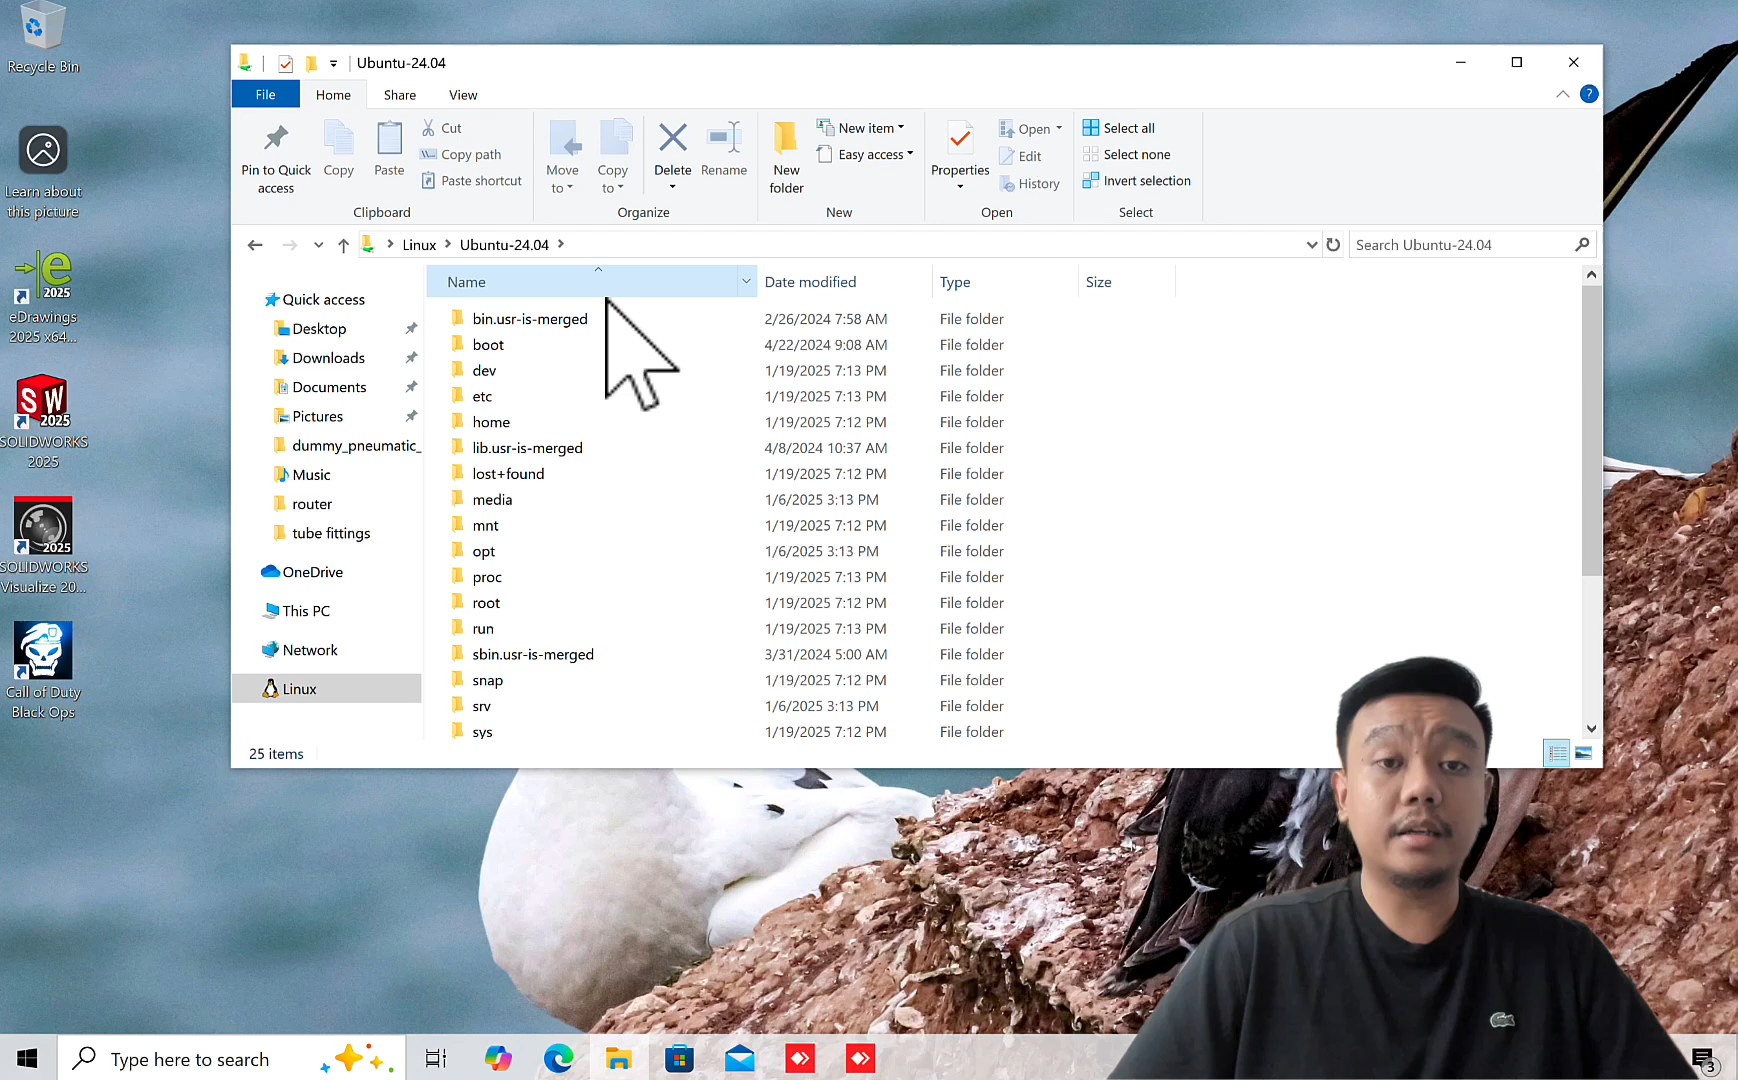 Recycle Bin
Learn about
this picture
2025
eDrawings
2025 x64...
SW
2025
SOLIDWORKS
2025
2025
SOLIDWORKS
Visualize 20...
Call of Duty
Black Ops
Ubuntu-24.04
File
Home
Share
View
?
Pin to Quick
access
Copy
Paste
Cut
Copy path
Paste shortcut
Clipboard
Move
to
Copy
to
Delete
Rename
Organize
New
folder
New item
Easy access
New
Properties
Open
Edit
History
Open
Select all
Select none
Invert selection
Select
Linux > Ubuntu-24.04
Search Ubuntu-24.04
Quick access
Desktop
Downloads
Documents
Pictures
dummy_pneumatic_
Music
router
tube fittings
OneDrive
This PC
Network
Linux
Name Date modified Type Size
bin.usr-is-merged 2/26/2024 7:58 AM File folder
boot 4/22/2024 9:08 AM File folder
dev 1/19/2025 7:13 PM File folder
etc 1/19/2025 7:13 PM File folder
home 1/19/2025 7:12 PM File folder
lib.usr-is-merged 4/8/2024 10:37 AM File folder
lost+found 1/19/2025 7:12 PM File folder
media 1/6/2025 3:13 PM File folder
mnt 1/19/2025 7:12 PM File folder
opt 1/6/2025 3:13 PM File folder
proc 1/19/2025 7:13 PM File folder
root 1/19/2025 7:12 PM File folder
run 1/19/2025 7:13 PM File folder
sbin.usr-is-merged 3/31/2024 5:00 AM File folder
snap 1/19/2025 7:12 PM File folder
srv 1/6/2025 3:13 PM File folder
sys 1/19/2025 7:12 PM File folder
25 items
Type here to search
3